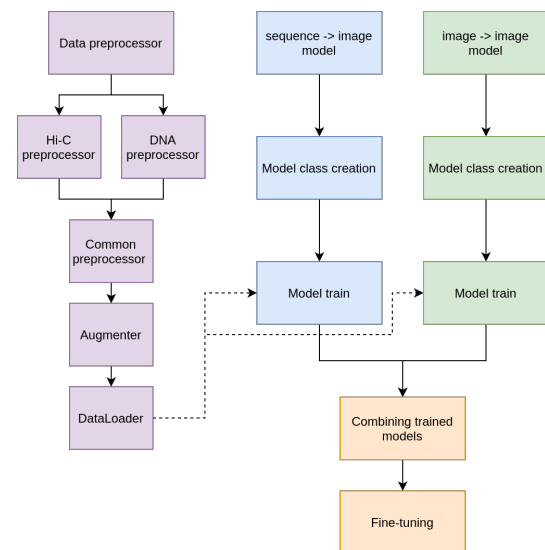 Data preprocessor
sequence -> image
model
image -> image
model
Hi-C
preprocessor
DNA
preprocessor
Model class creation
Model class creation
Common
preprocessor
Model train
Model train
Augmenter
DataLoader
Combining trained
models
Fine-tuning